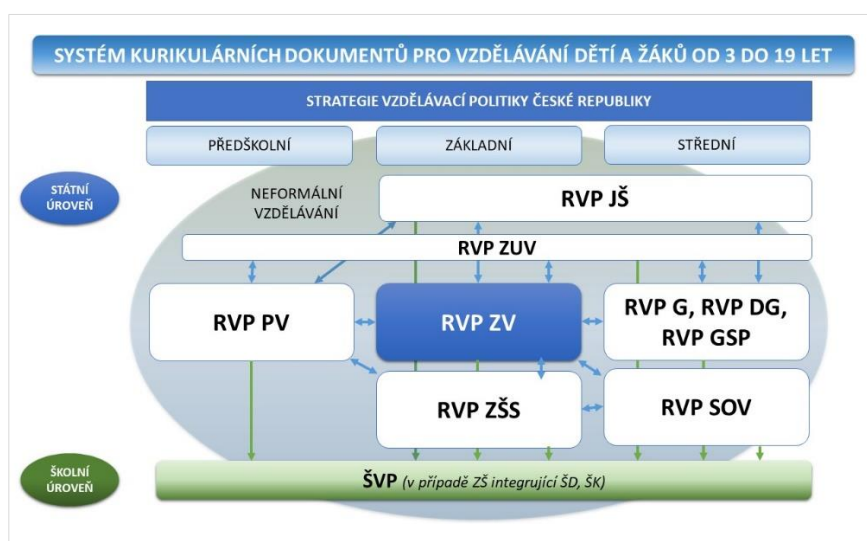 SYSTÉM KURIKULÁRNÍCH DOKUMENTŮ PRO VZDĚLÁVÁNÍ DĚTÍ A ŽÁKŮ OD 3 DO 19 LET
STRATEGIE VZDĚLÁVACÍ POLITIKY ČESKÉ REPUBLIKY
PŘEDŠKOLNÍ
ZÁKLADNÍ
STŘEDNÍ
STÁTNÍ
ÚROVEŇ
NEFORMÁLNÍ
VZDĚLÁVÁNÍ
RVP JŠ
RVP ZUV
RVP PV
RVP ZV
RVP G, RVP DG,
RVP GSP
RVP ZŠS
RVP SOV
ŠKOLNÍ
ÚROVEŇ
ŠVP (v případě ZŠ integrující ŠD, ŠK)